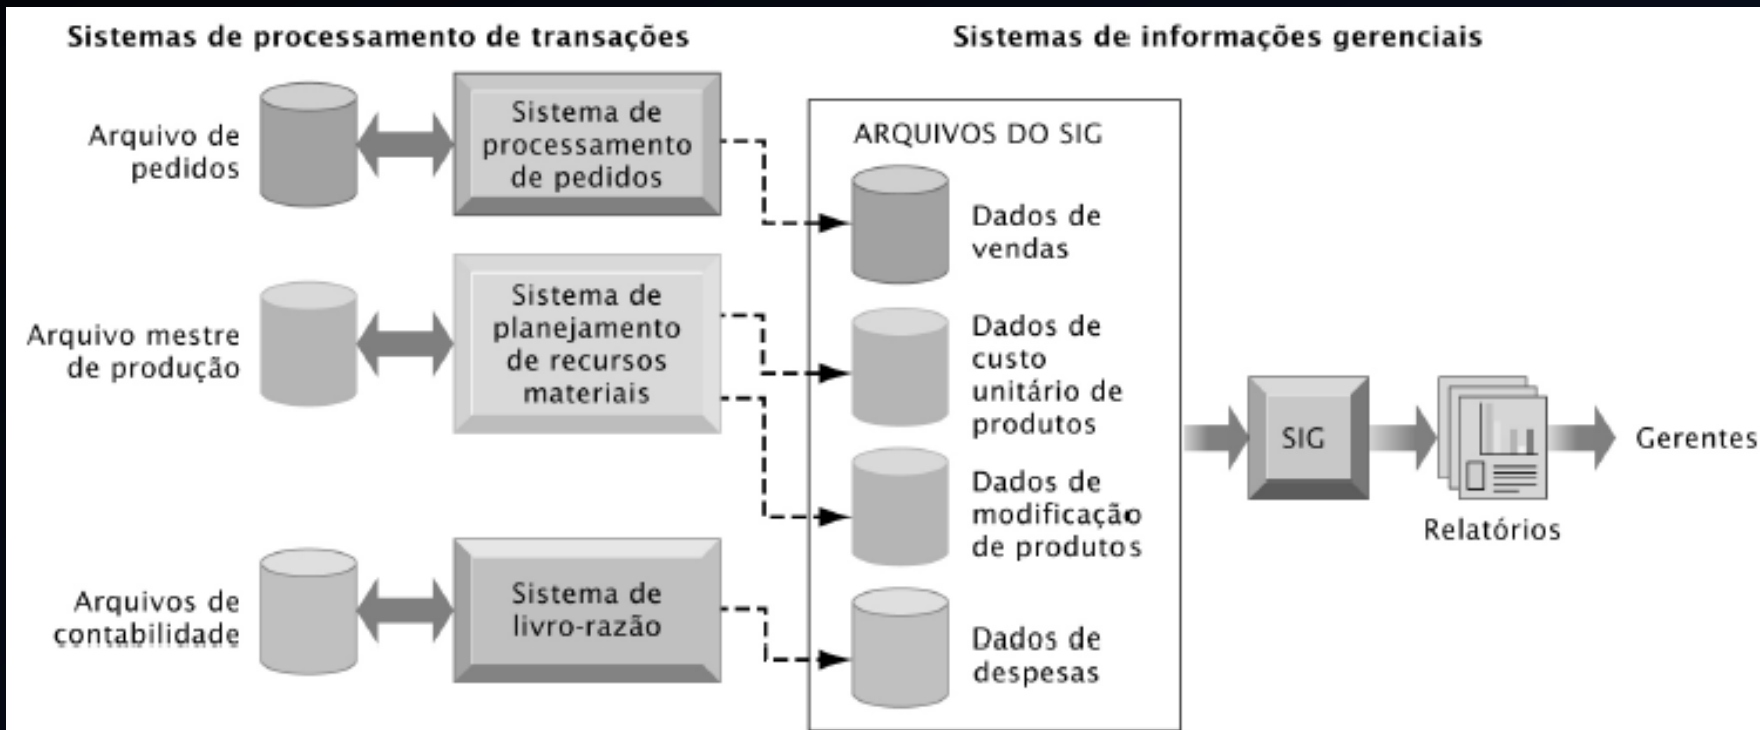 Sistemas de processamento de transações
Sistemas de informações gerenciais
Arquivo de
pedidos
Sistema de
processamento
de pedidos
Arquivo mestre
de produção
Sistema de
planejamento
de recursos
materiais
Arquivos de
contabilidade
Sistema de
livro-razão
ARQUIVOS DO SIG
Dados de
vendas
Dados de
custo
unitário de
produtos
Dados de
modificação
de produtos
Dados de
despesas
SIG
Relatórios
Gerentes